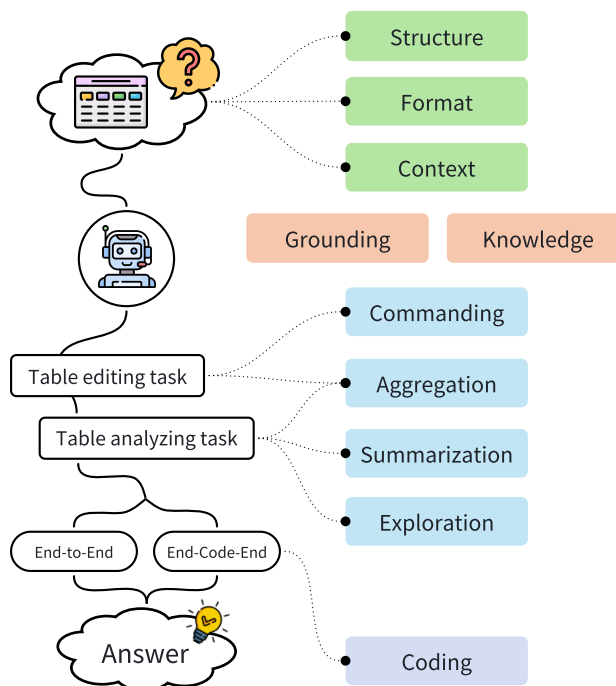 Structure
Format
Context
Grounding
Knowledge
Commanding
Table editing task
Aggregation
Table analyzing task
Summarization
Exploration
End-to-End
End-Code-End
Answer
Coding